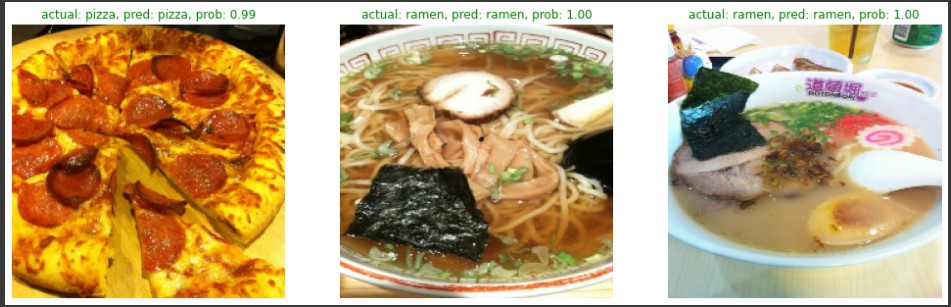 actual: pizza, pred: pizza, prob: 0.99
actual: ramen, pred: ramen, prob: 1.00
actual: ramen, pred: ramen, prob: 1.00
道頓堀
DOTONBORI